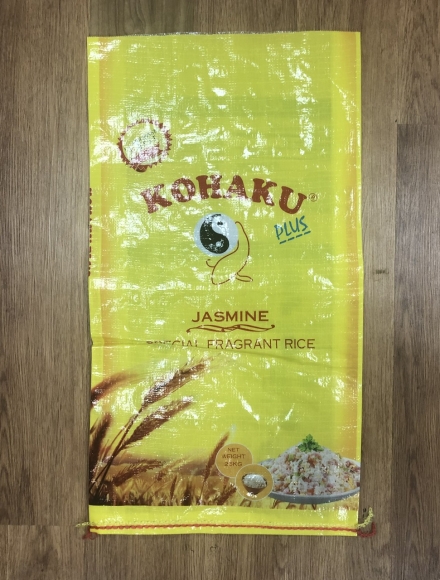 KOHAKU®
PLUS
JASMINE
SPECIAL FRAGRANT RICE
NET
WEIGHT